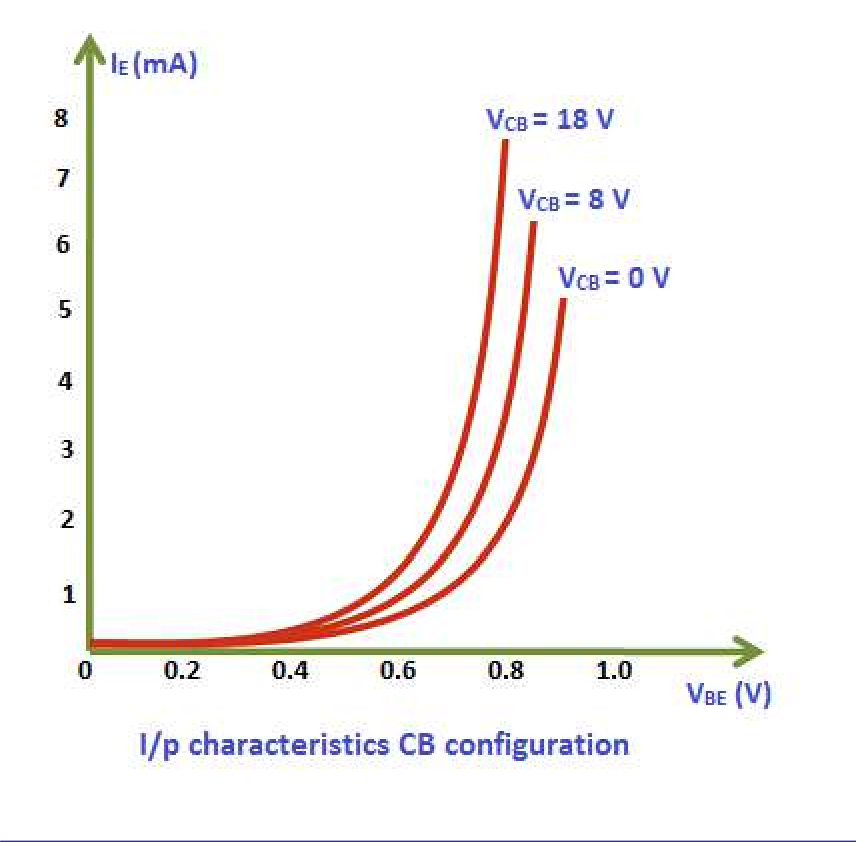 IE (mA)
8
VCB = 18 V
7
VCB = 8 V
6
VCB = 0 V
5
4
3
2
1
0 0.2 0.4 0.6 0.8 1.0
VBE (V)
I/p characteristics CB configuration